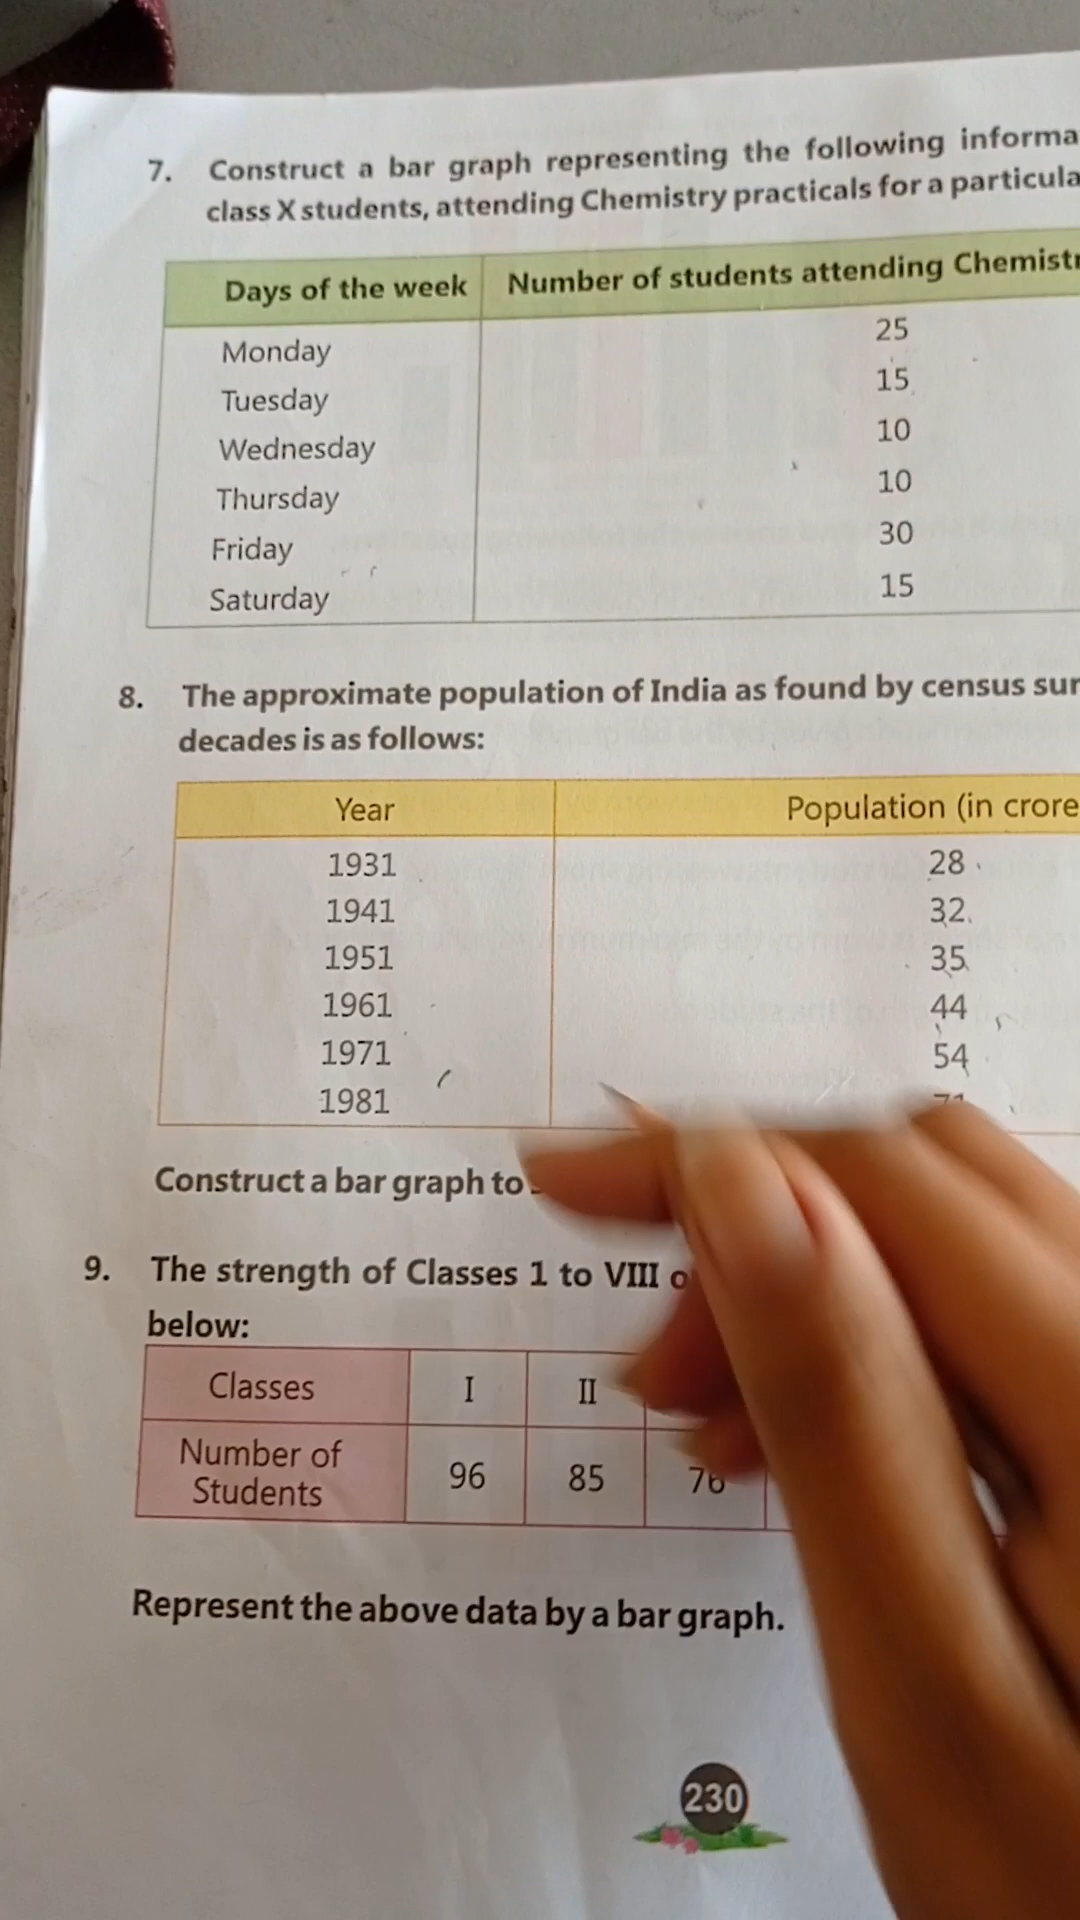 7. Construct a bar graph representing the following informa
class X students, attending Chemistry practicals for a particula
Days of the week Number of students attending Chemistr
Monday 25
Tuesday 15
Wednesday 10
Thursday 10
Friday 30
Saturday 15
8. The approximate population of India as found by census sur
decades is as follows:
Year Population (in crore
1931 28
1941 32
1951 35
1961 44
1971 54
1981
Construct a bar graph to
9. The strength of Classes 1 to VIII o
below:
Classes I II
Number of
Students 96 85 76
Represent the above data by a bar graph.
230